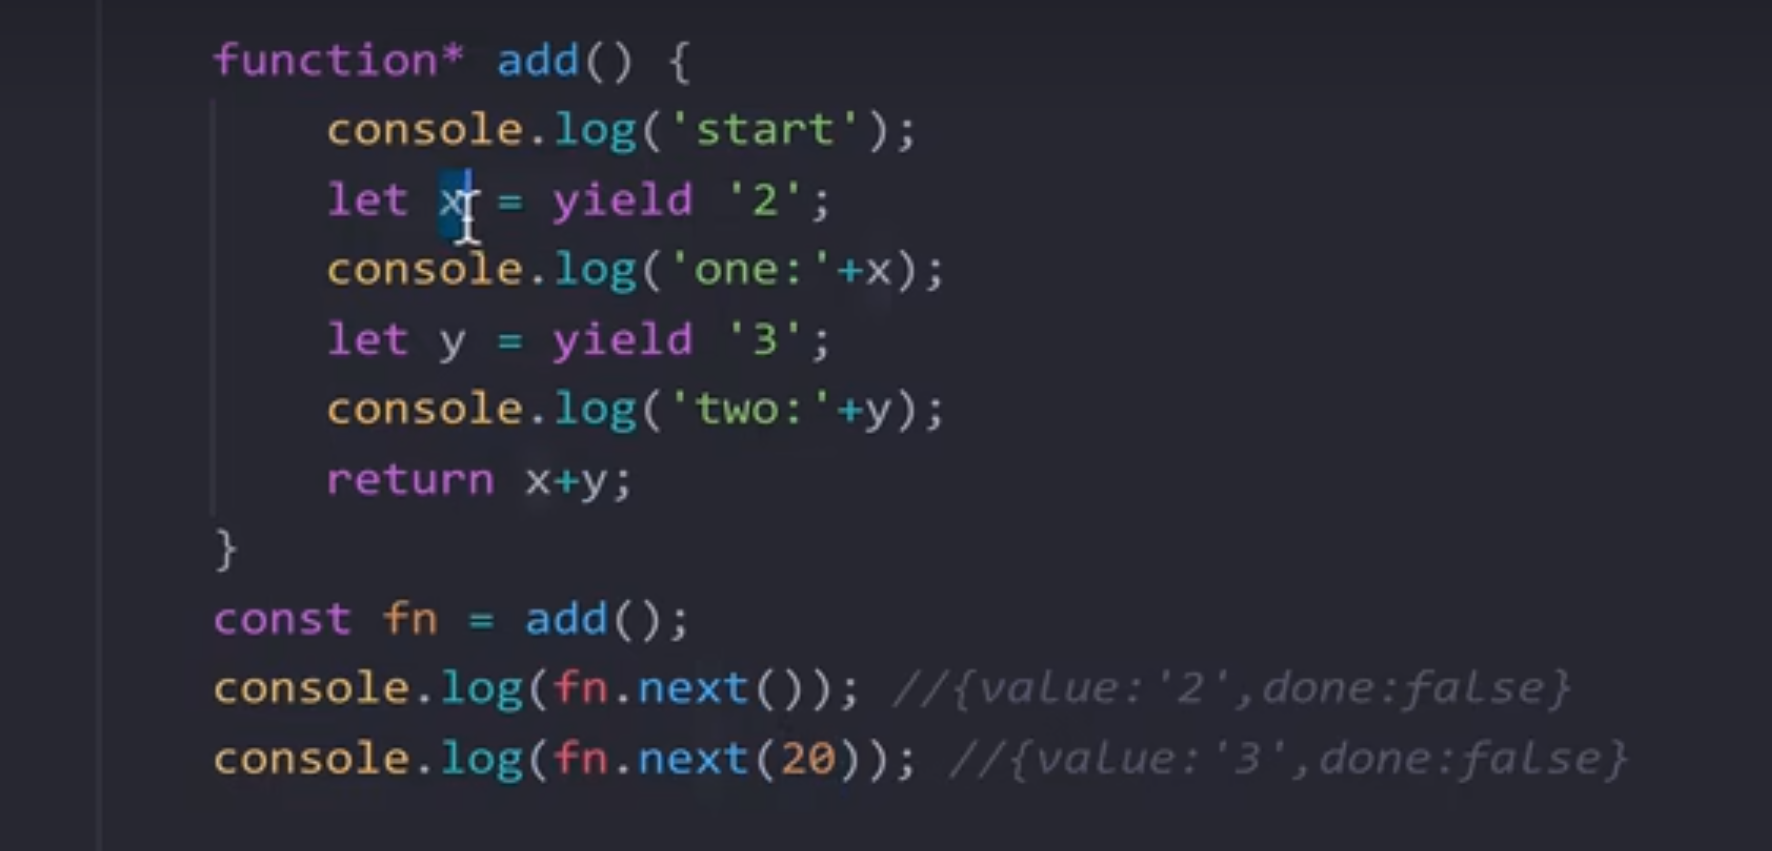 function* add() {
console.log('start');
let x = yield '2';
console.log('one:'+x);
let y = yield '3';
console.log('two:'+y);
return x+y;
}
const fn = add();
console.log(fn.next()); //{value:'2',done:false}
console.log(fn.next(20)); //{value:'3',done:false}